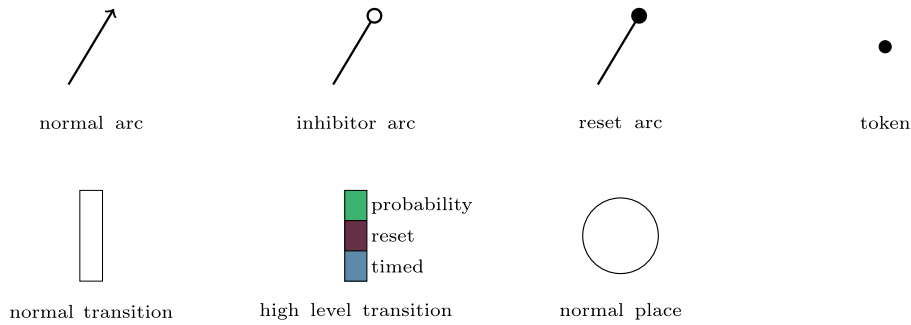 normal arc
inhibitor arc
reset arc
token
probability
reset
timed
normal transition
high level transition
normal place